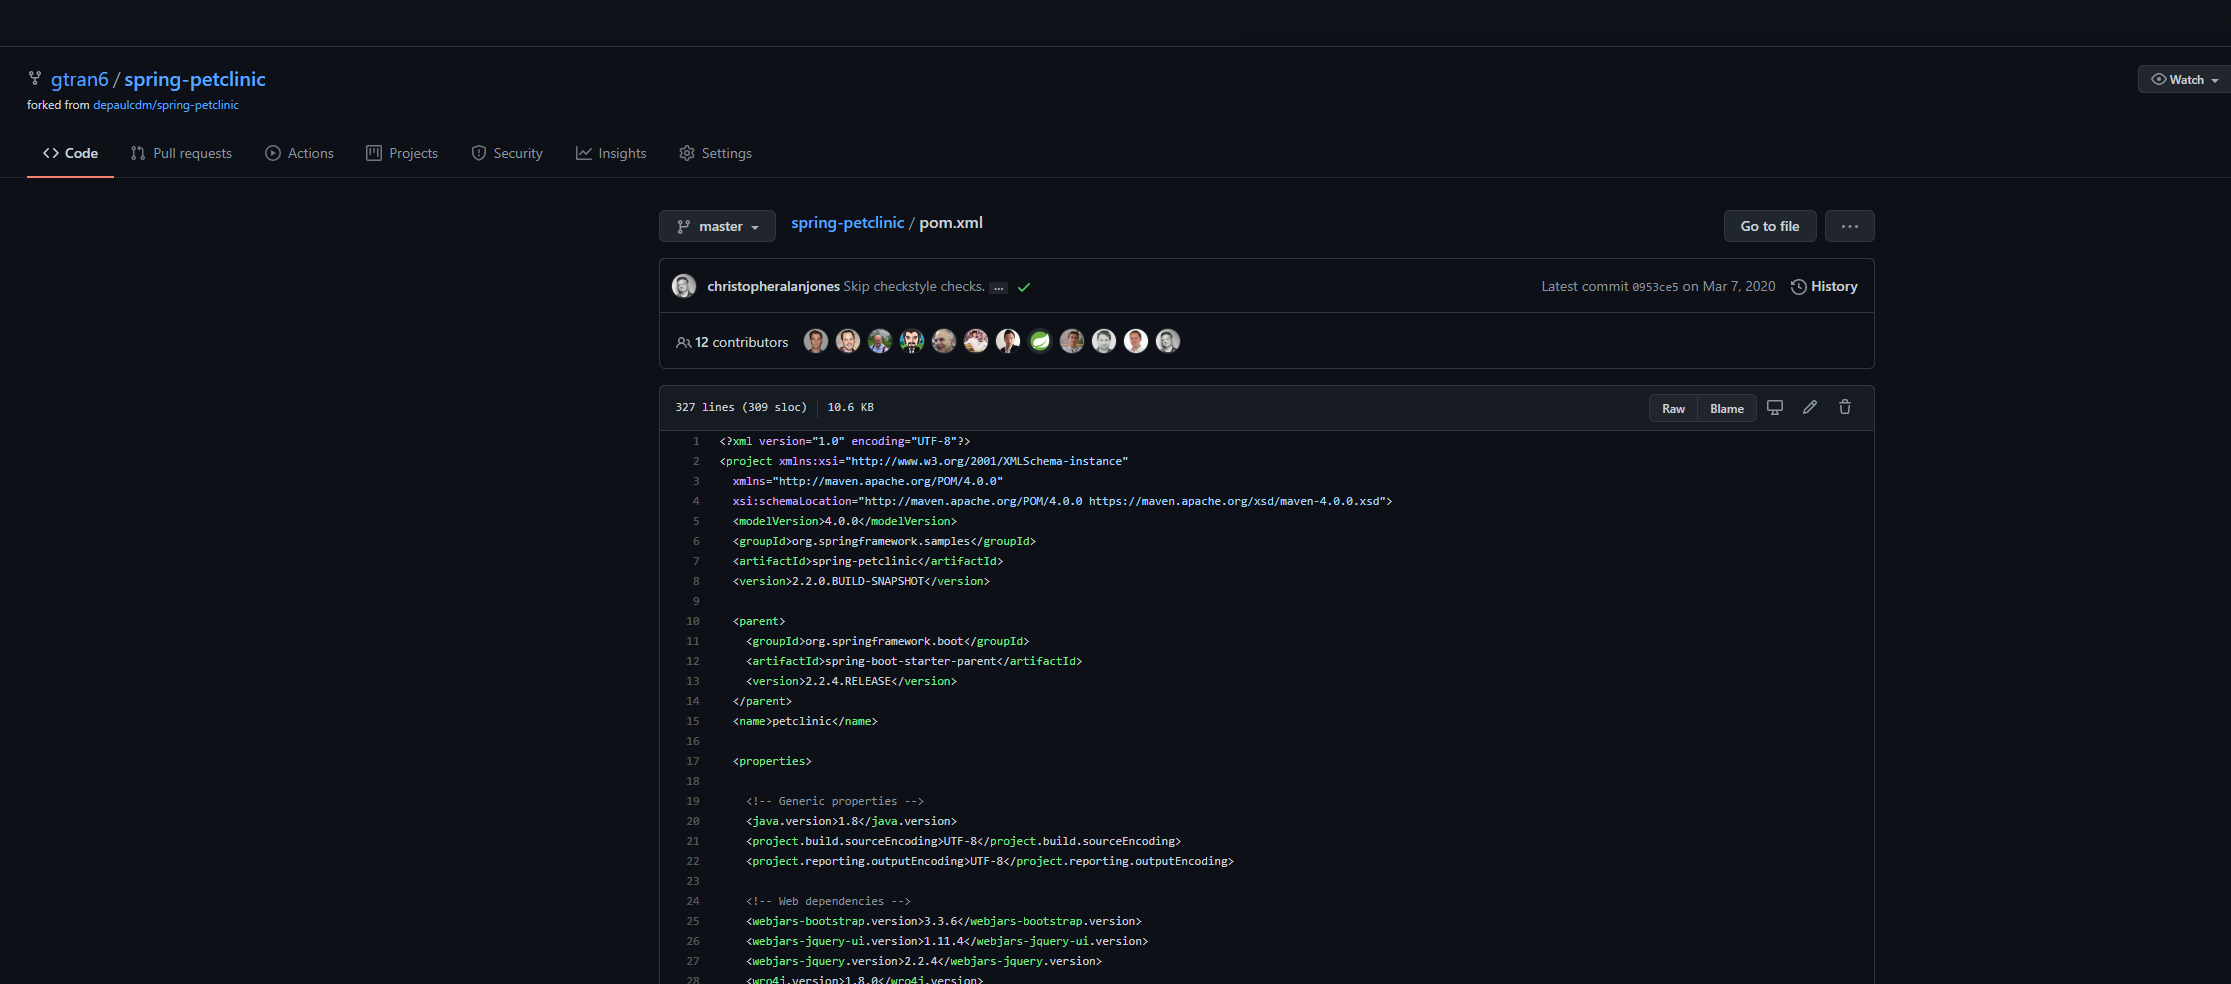 gtran6 / spring-petclinic
Watch
forked from depaulcdm/spring-petclinic
Code Pull requests Actions Projects Security Insights Settings
master spring-petclinic / pom.xml Go to file ...
christopheralanjones Skip checkstyle checks. ... Latest commit 0953ce5 on Mar 7, 2020 History
12 contributors
327 lines (309 sloc) 10.6 KB Raw Blame
1 <?xml version="1.0" encoding="UTF-8"?>
2 <project xmlns:xsi="http://www.w3.org/2001/XMLSchema-instance"
3 xmlns="http://maven.apache.org/POM/4.0.0"
4 xsi:schemaLocation="http://maven.apache.org/POM/4.0.0 https://maven.apache.org/xsd/maven-4.0.0.xsd">
5 <modelVersion>4.0.0</modelVersion>
6 <groupId>org.springframework.samples</groupId>
7 <artifactId>spring-petclinic</artifactId>
8 <version>2.2.0.BUILD-SNAPSHOT</version>
9
10 <parent>
11 <groupId>org.springframework.boot</groupId>
12 <artifactId>spring-boot-starter-parent</artifactId>
13 <version>2.2.4.RELEASE</version>
14 </parent>
15 <name>petclinic</name>
16
17 <properties>
18
19 <!-- Generic properties -->
20 <java.version>1.8</java.version>
21 <project.build.sourceEncoding>UTF-8</project.build.sourceEncoding>
22 <project.reporting.outputEncoding>UTF-8</project.reporting.outputEncoding>
23
24 <!-- Web dependencies -->
25 <webjars-bootstrap.version>3.3.6</webjars-bootstrap.version>
26 <webjars-jquery-ui.version>1.11.4</webjars-jquery-ui.version>
27 <webjars-jquery.version>2.2.4</webjars-jquery.version>
28 <wro4j.version>1.8.0</wro4j.version>